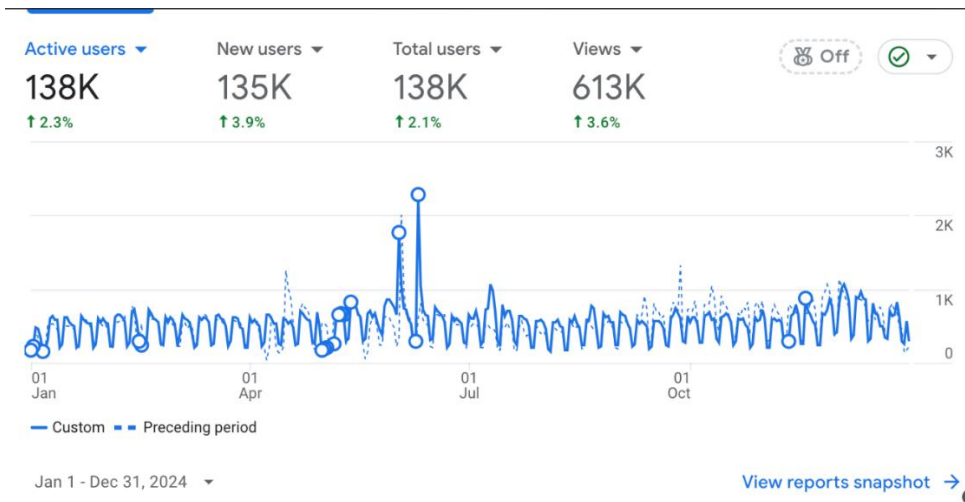 Active users New users Total users Views Off
138K 135K 138K 613K
2.3% 3.9% 2.1% 3.6%
3K
2K
1K
0
01 01 01 01
Jan Apr Jul Oct
Custom Preceding period
Jan 1 - Dec 31, 2024 View reports snapshot